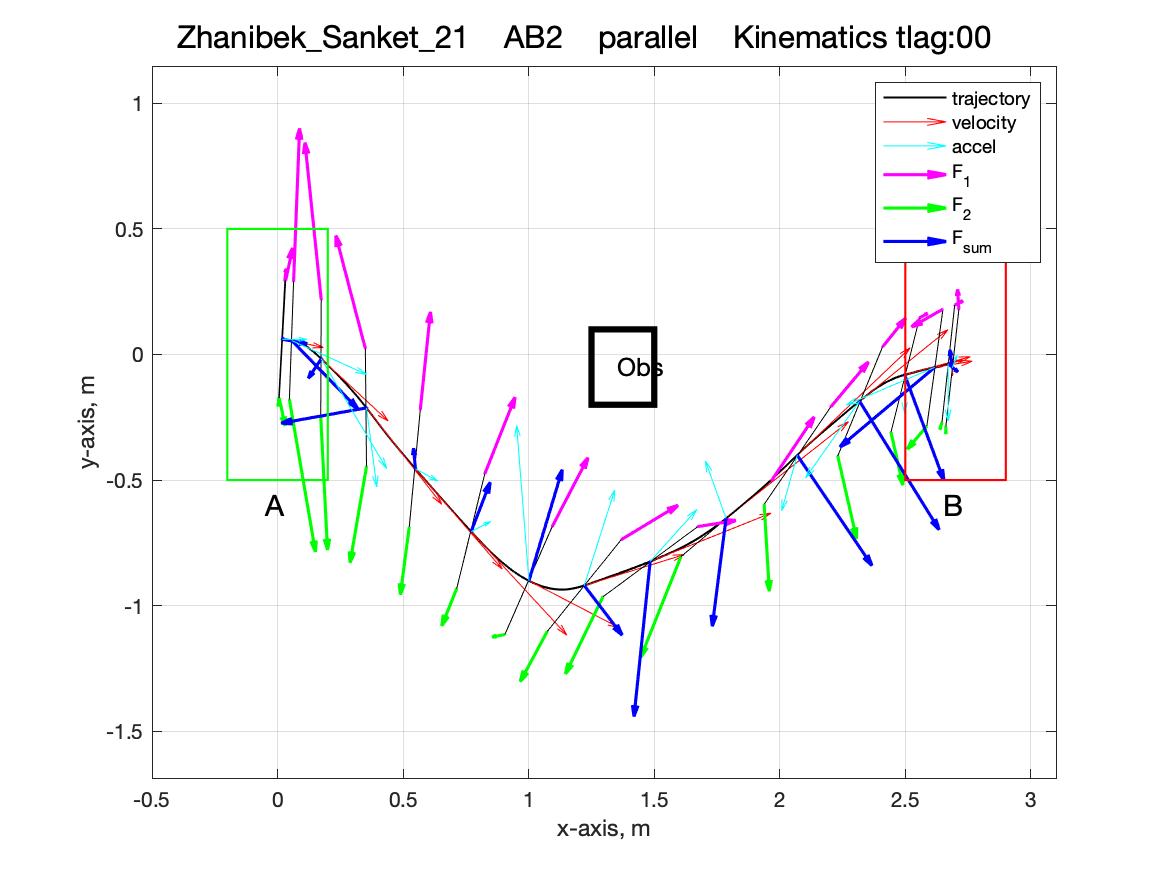 Zhanibek_Sanket_21 AB2 parallel Kinematics tlag:00
trajectory
velocity
accel
F1
F2
Fsum
1
0.5
0
-0.5
-1
-1.5
y-axis, m
Obs
A
B
-0.5 0 0.5 1 1.5 2 2.5 3
x-axis, m